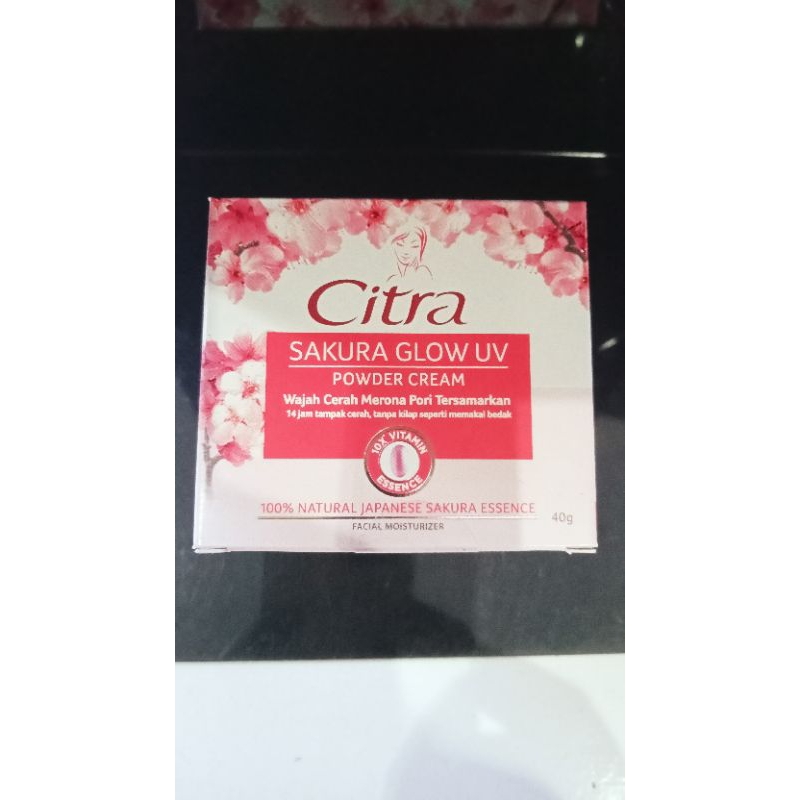 Citra
SAKURA GLOW UV
POWDER CREAM
Wajah Cerah Merona Pori Tersamarkan
14 jam tampak cerah, tanpa kilap seperti memakai bedak
10X VITAMIN
ESSENCE
100% NATURAL JAPANESE SAKURA ESSENCE
FACIAL MOISTURIZER
40g